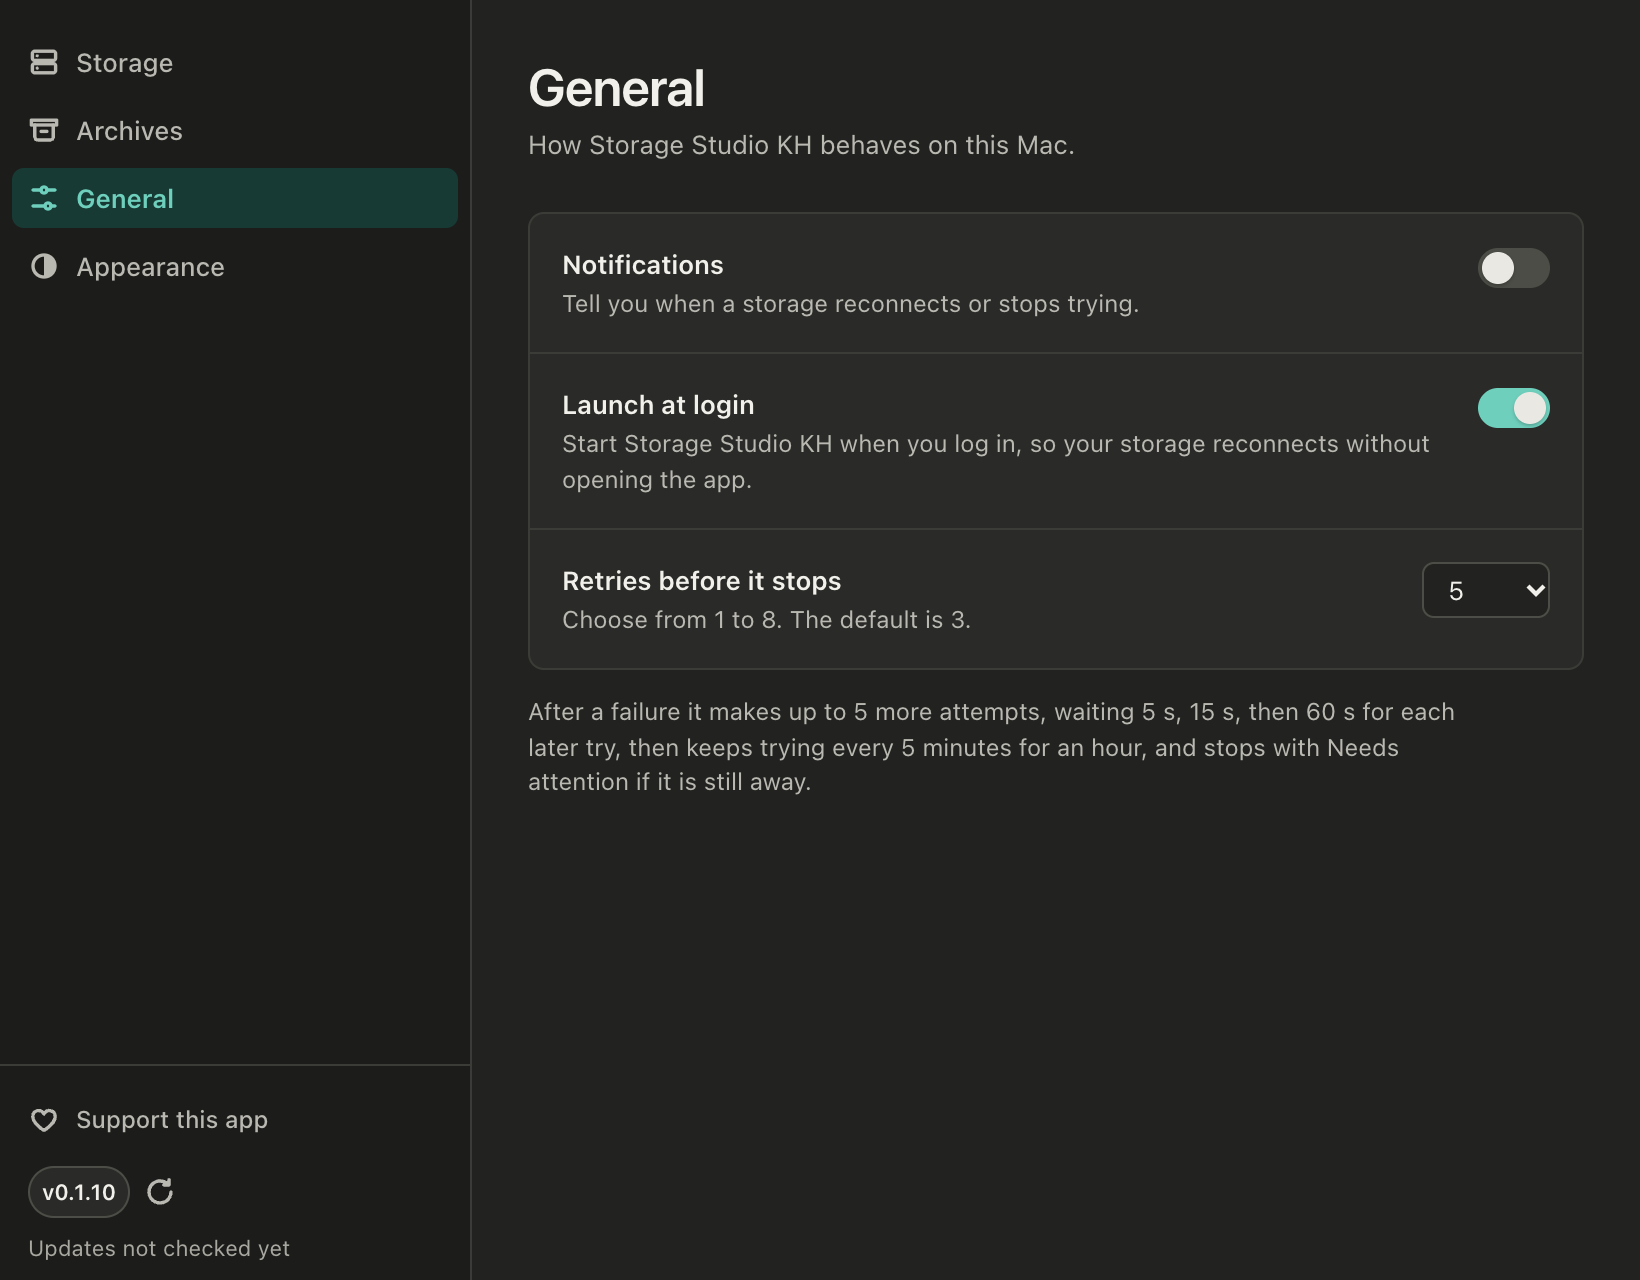 Storage
Archives
General
Appearance
Support this app
v0.1.10
Updates not checked yet
General
How Storage Studio KH behaves on this Mac.
Notifications
Tell you when a storage reconnects or stops trying.
Launch at login
Start Storage Studio KH when you log in, so your storage reconnects without
opening the app.
Retries before it stops
Choose from 1 to 8. The default is 3.
5
After a failure it makes up to 5 more attempts, waiting 5 s, 15 s, then 60 s for each
later try, then keeps trying every 5 minutes for an hour, and stops with Needs
attention if it is still away.